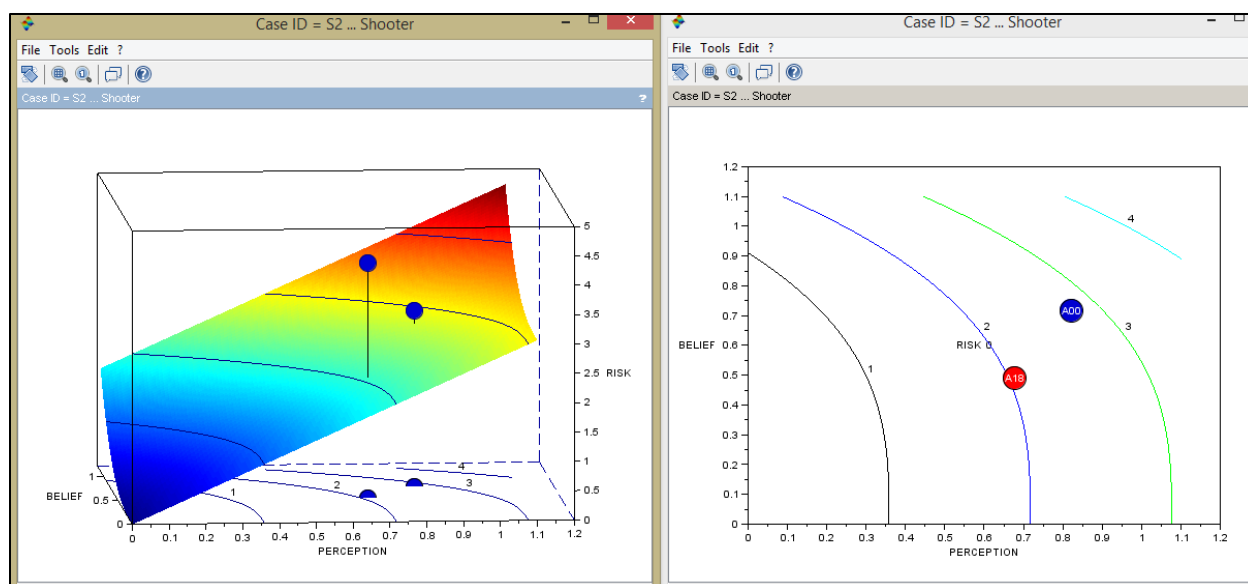 Case ID = S2 ... Shooter
File Tools Edit ?
Case ID = S2 ... Shooter ?
5
4.5
4
3.5
3
2.5 RISK
2
1.5
1
0.5
0
1
BELIEF 0.5
0
1 2 3 4
0 0.1 0.2 0.3 0.4 0.5 0.6 0.7 0.8 0.9 1 1.1 1.2
PERCEPTION
Case ID = S2 ... Shooter
File Tools Edit ?
Case ID = S2 ... Shooter
1.2
1.1
1
0.9
0.8
0.7
BELIEF 0.6
0.5
0.4
0.3
0.2
0.1
0
4
A00
2 3
RISK 0
1
A18
0 0.1 0.2 0.3 0.4 0.5 0.6 0.7 0.8 0.9 1 1.1 1.2
PERCEPTION